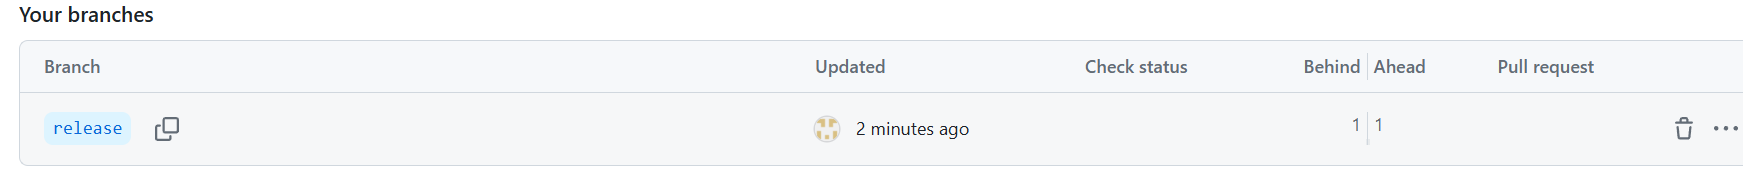 Your branches
Branch Updated Check status Behind Ahead Pull request
release 2 minutes ago 1 1